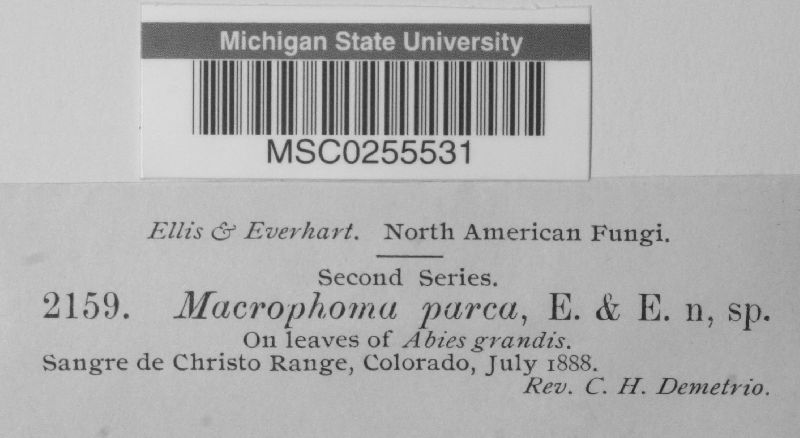 Michigan State University
MSC0255531
Ellis & Everhart. North American Fungi.
Second Series.
2159. Macrophoma parca, E. & E. n, sp.
On leaves of Abies grandis.
Sangre de Christo Range, Colorado, July 1888.
Rev. C. H. Demetrio.